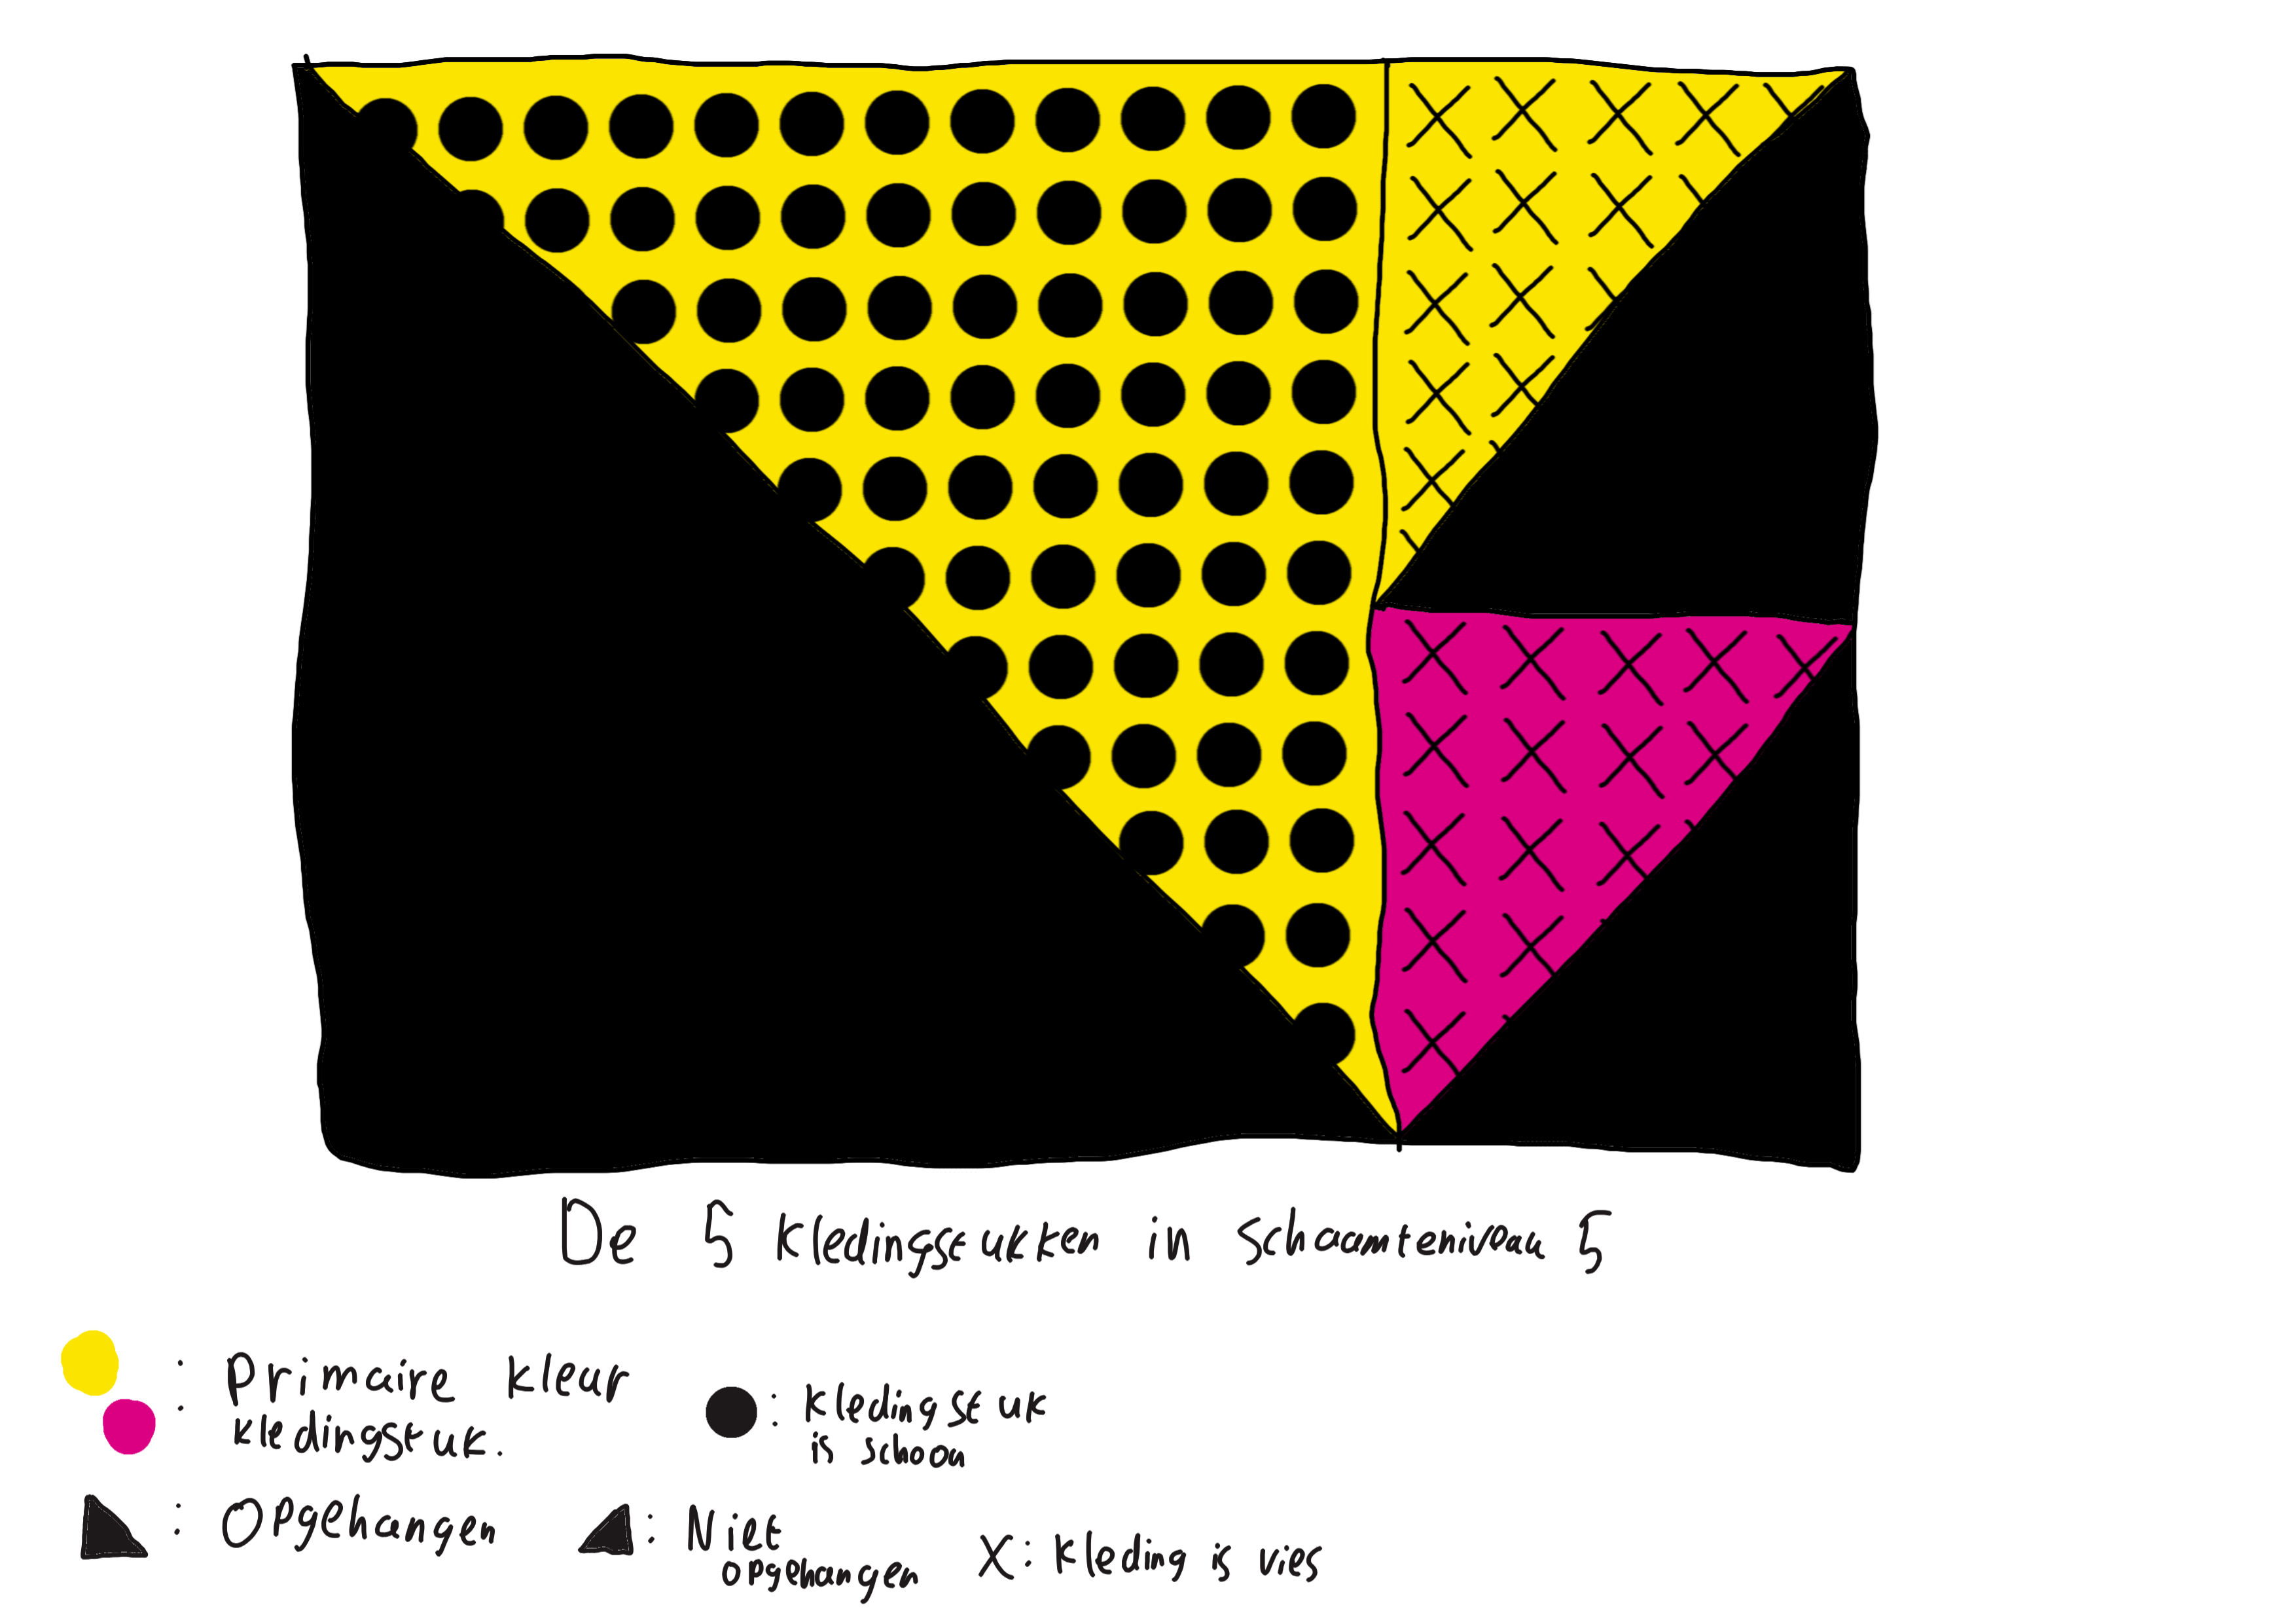 De 5 kledingstukken in schaamteniveau 5
: Primaire kleur
: kledingstuk.
: kledingstuk
is schoon
: Opgehangen
: Niet
opgehangen
X: kleding is vies